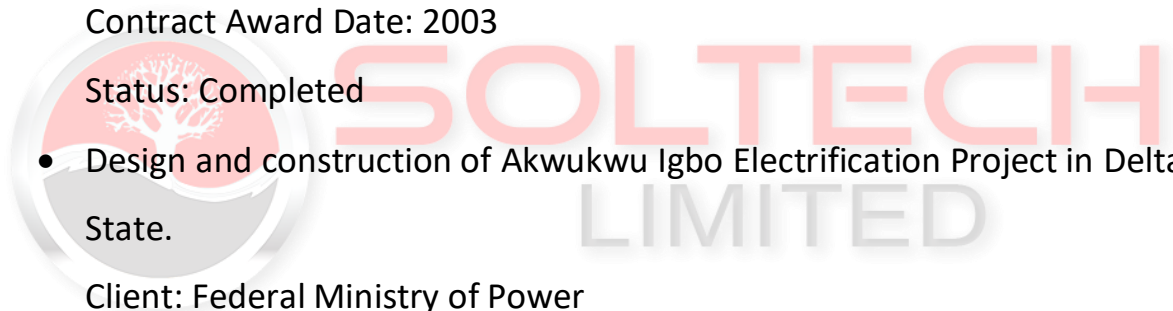 Contract Award Date: 2003
SOLTECH
Status: Completed
• Design and construction of Akwukwu Igbo Electrification Project in Delta
LIMITED
State.
Client: Federal Ministry of Power